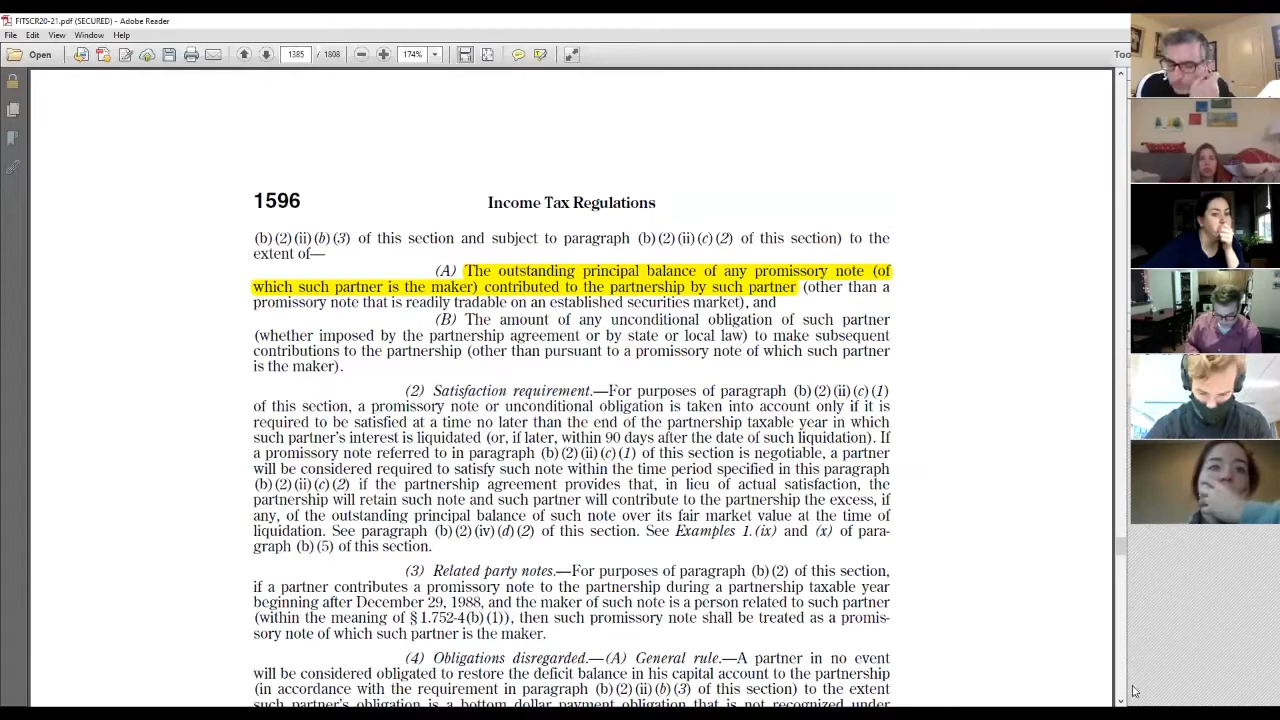 FITSCR20-21.pdf (SECURED) - Adobe Reader
File Edit View Window Help
Open 1385 / 1808 174% Too
1596 Income Tax Regulations
(b)(2)(ii)(b)(3) of this section and subject to paragraph (b)(2)(ii)(c)(2) of this section) to the
extent of—
(A) The outstanding principal balance of any promissory note (of
which such partner is the maker) contributed to the partnership by such partner (other than a
promissory note that is readily tradable on an established securities market), and
(B) The amount of any unconditional obligation of such partner
(whether imposed by the partnership agreement or by state or local law) to make subsequent
contributions to the partnership (other than pursuant to a promissory note of which such partner
is the maker).
(2) Satisfaction requirement.—For purposes of paragraph (b)(2)(ii)(c)(1)
of this section, a promissory note or unconditional obligation is taken into account only if it is
required to be satisfied at a time no later than the end of the partnership taxable year in which
such partner's interest is liquidated (or, if later, within 90 days after the date of such liquidation). If
a promissory note referred to in paragraph (b)(2)(ii)(c)(1) of this section is negotiable, a partner
will be considered required to satisfy such note within the time period specified in this paragraph
(b)(2)(ii)(c)(2) if the partnership agreement provides that, in lieu of actual satisfaction, the
partnership will retain such note and such partner will contribute to the partnership the excess, if
any, of the outstanding principal balance of such note over its fair market value at the time of
liquidation. See paragraph (b)(2)(iv)(d)(2) of this section. See Examples 1.(ix) and (x) of para-
graph (b)(5) of this section.
(3) Related party notes.—For purposes of paragraph (b)(2) of this section,
if a partner contributes a promissory note to the partnership during a partnership taxable year
beginning after December 29, 1988, and the maker of such note is a person related to such partner
(within the meaning of § 1.752-4(b)(1)), then such promissory note shall be treated as a promis-
sory note of which such partner is the maker.
(4) Obligations disregarded.—(A) General rule.—A partner in no event
will be considered obligated to restore the deficit balance in his capital account to the partnership
(in accordance with the requirement in paragraph (b)(2)(ii)(b)(3) of this section) to the extent
such partner's obligation is a bottom dollar payment obligation that is not recognized under